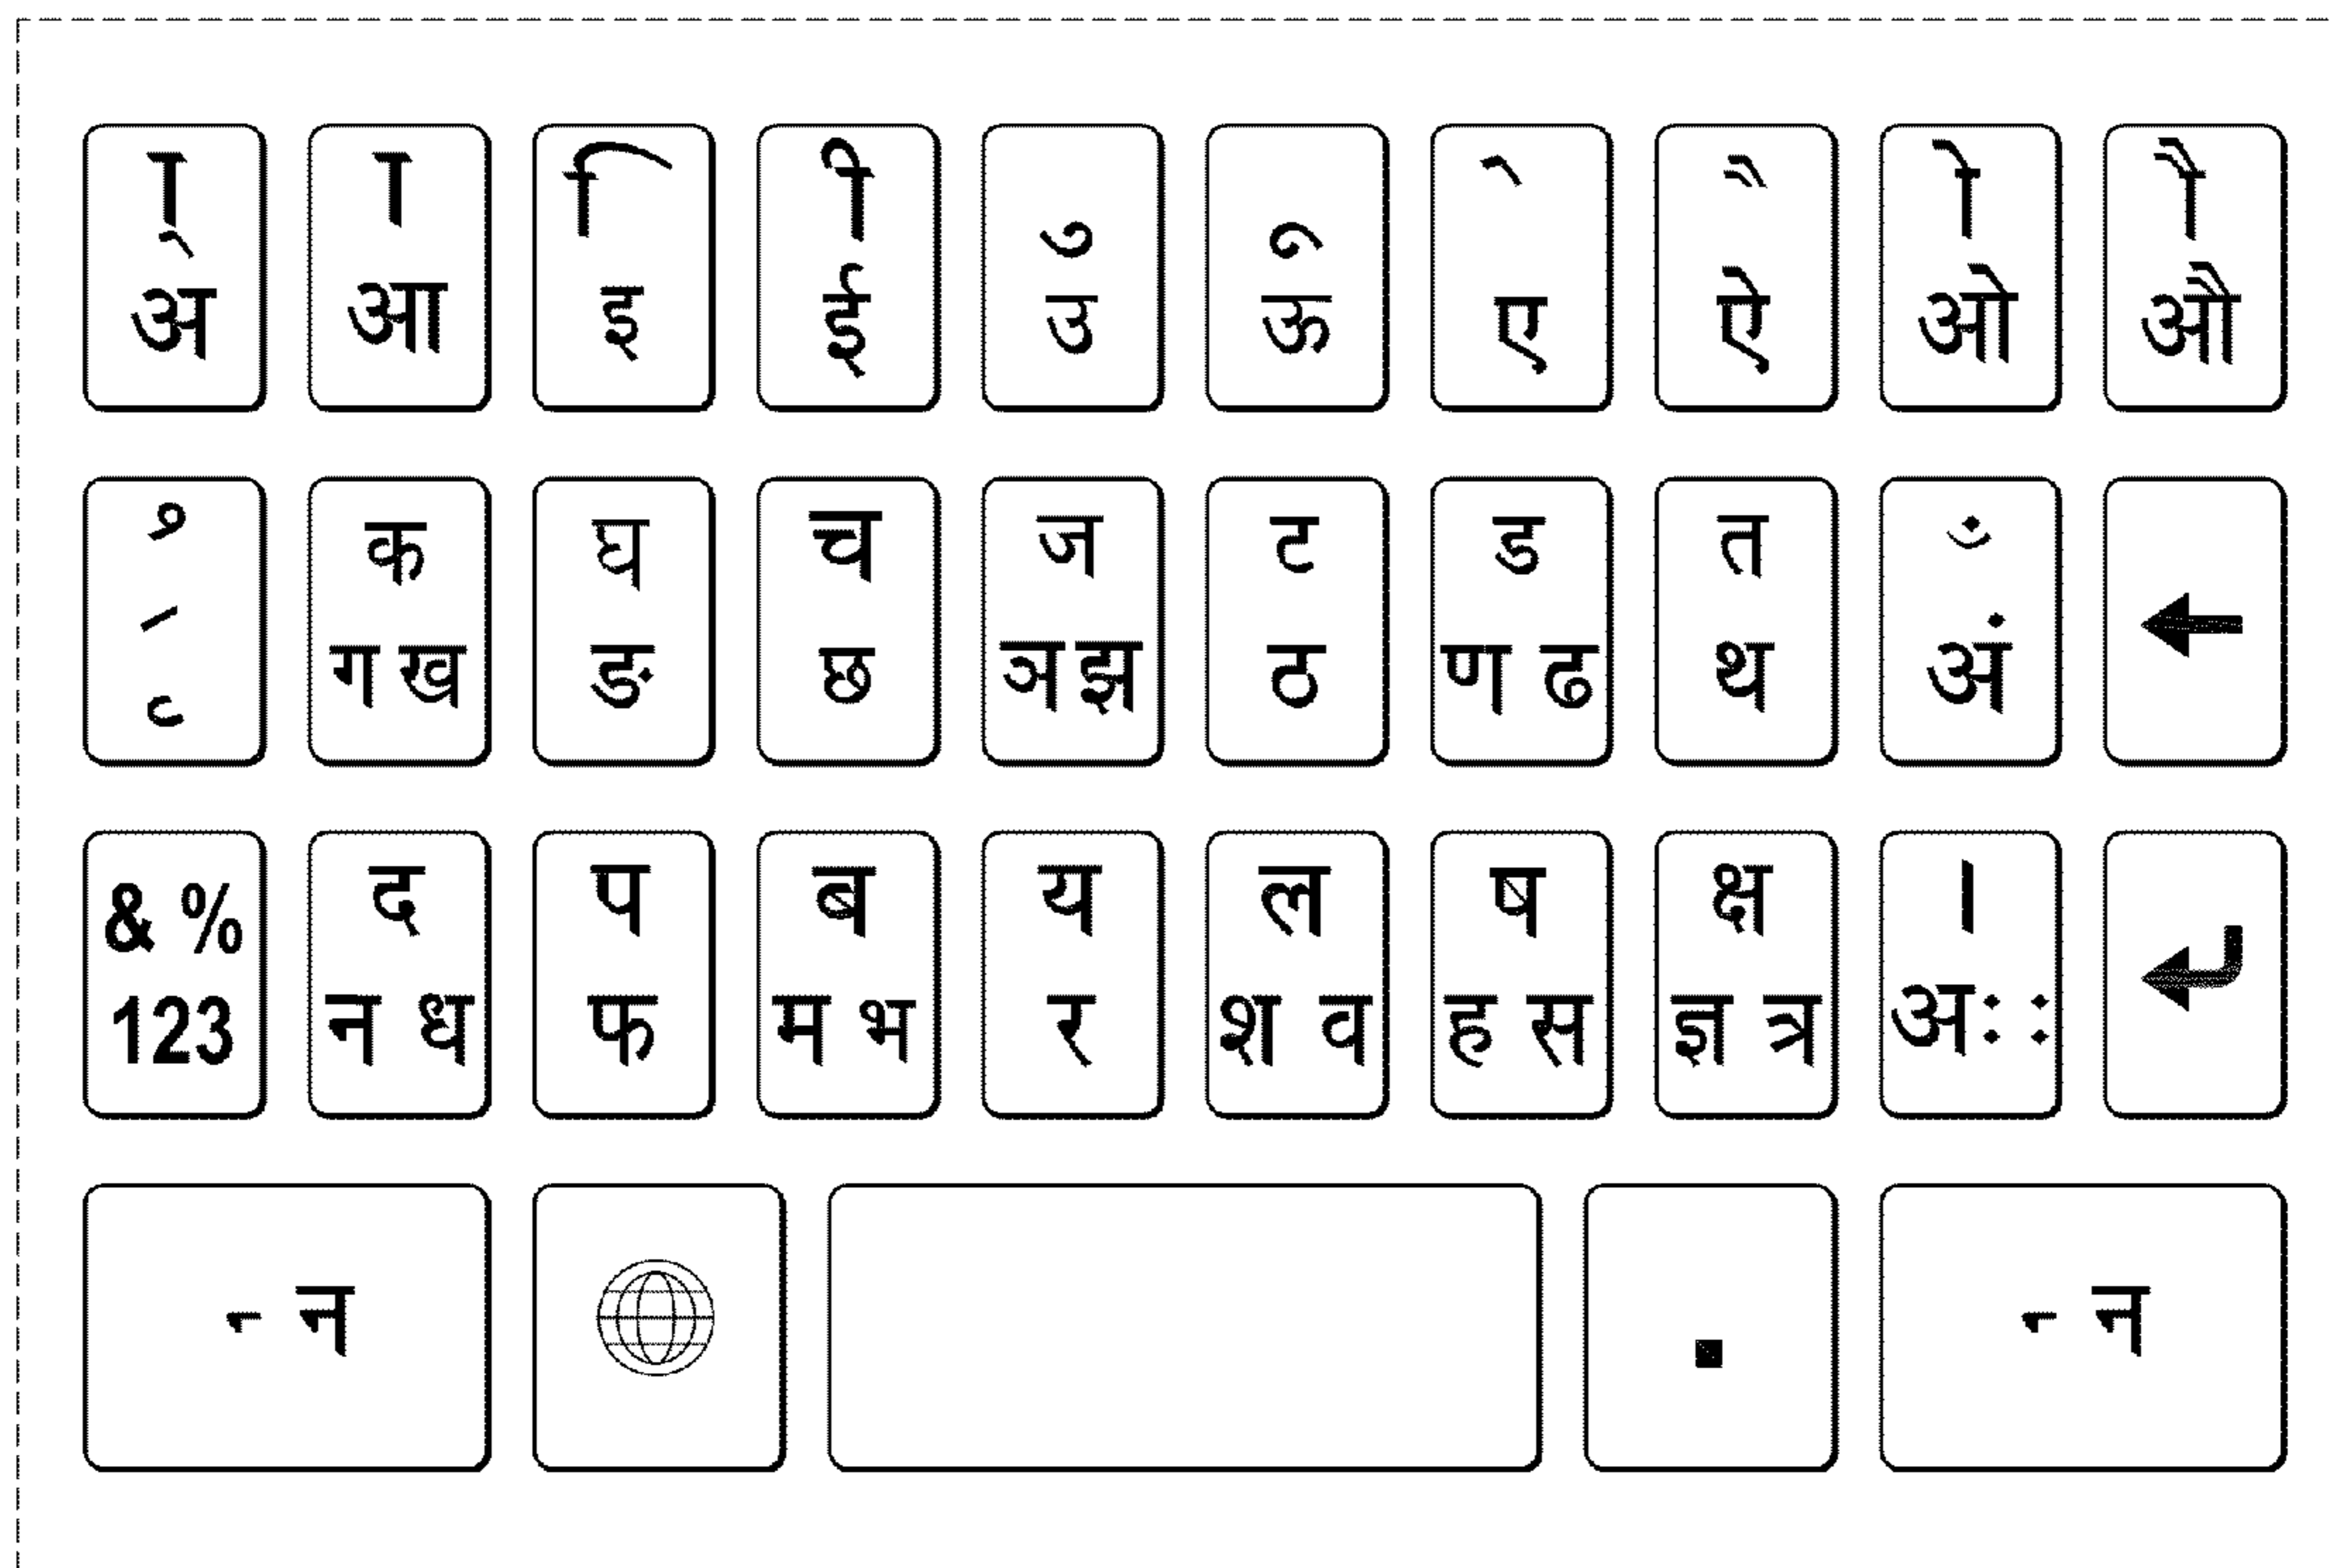 ा् ा ि ी ु ू े ै ो ौ
अ आ इ ई उ ऊ ए ऐ ओ औ
क घ च ज ट ड त ँ
ग ख ङ छ ञ झ ठ ण ढ थ अं
& % द प ब य ल ष क्ष ।
123 न ध फ म भ र श व ह स ज्ञ त्र अः ः
न . न